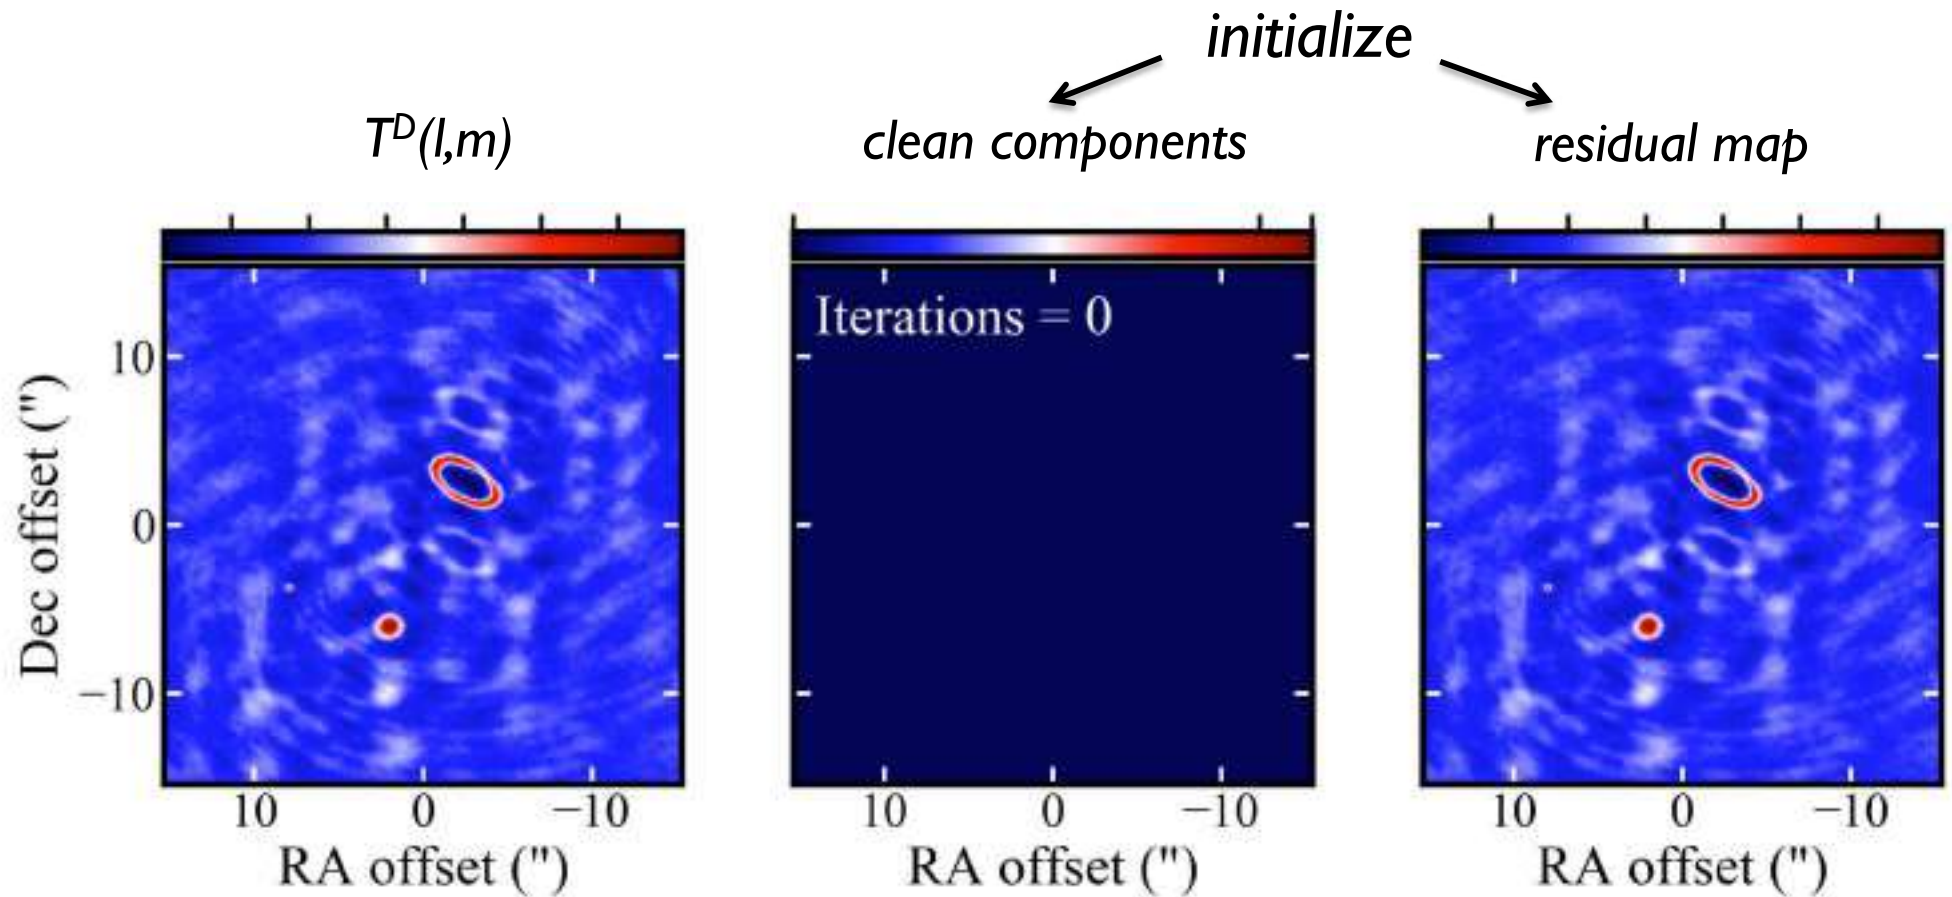 initialize
T^D(l,m)
clean components
residual map
Iterations = 0
Dec offset (")
10
0
−10
10 0 −10
10 0 −10
10 0 −10
RA offset (")
RA offset (")
RA offset (")